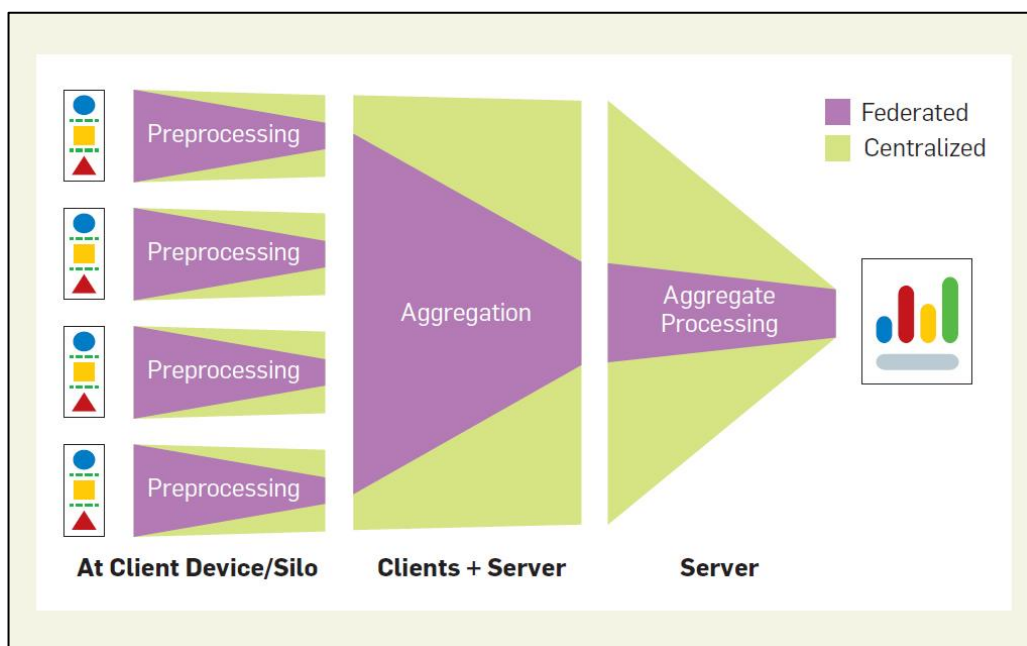 Federated
Centralized
Preprocessing
Preprocessing
Preprocessing
Preprocessing
Aggregation
Aggregate
Processing
At Client Device/Silo
Clients + Server
Server